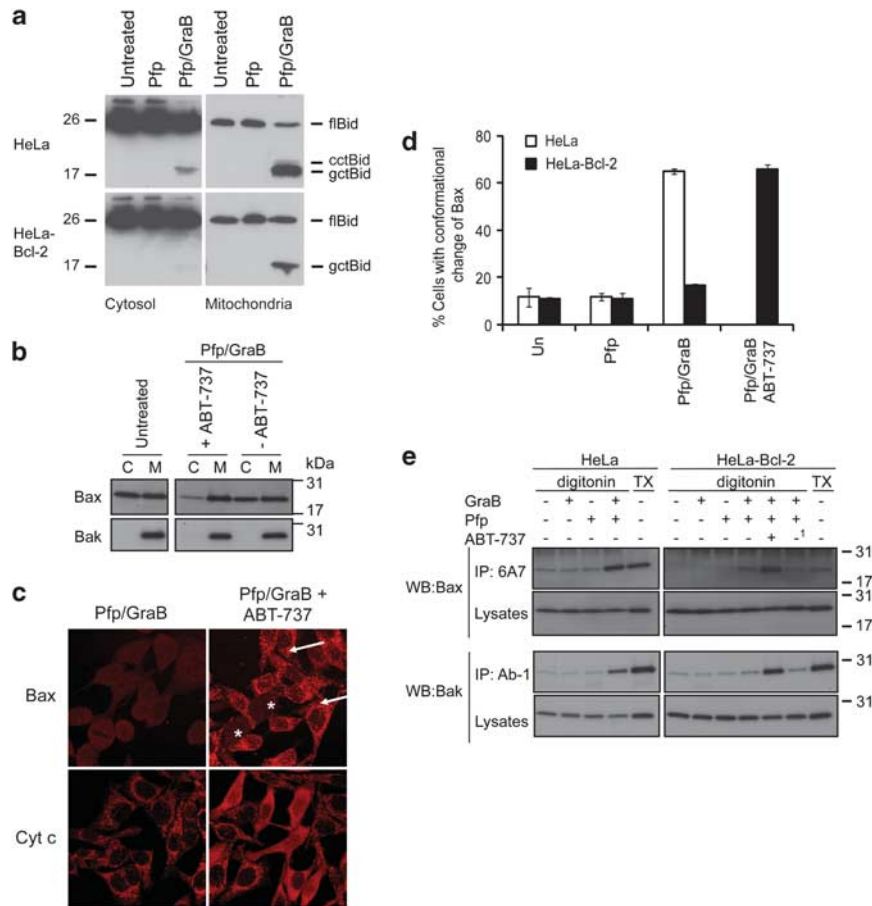 a
Untreated
Pfp
Pfp/GraB
Untreated
Pfp
Pfp/GraB
HeLa
26
17
flBid
cctBid
gctBid
HeLa-
Bcl-2
26
17
flBid
gctBid
Cytosol
Mitochondria
b
Pfp/GraB
Untreated
+ ABT-737
- ABT-737
C M C M C M kDa
Bax
31
17
Bak
31
c
Pfp/GraB
Pfp/GraB +
ABT-737
Bax
*
*
Cyt c
d
% Cells with conformational
change of Bax
80
60
40
20
0
HeLa
HeLa-Bcl-2
Un
Pfp
Pfp/GraB
Pfp/GraB
ABT-737
e
HeLa HeLa-Bcl-2
digitonin TX digitonin TX
GraB - + - + - - + - + + + -
Pfp - - + + - - - + + + + -
ABT-737 - - - - - - - - - + -1 -
WB:Bax
IP: 6A7
31
17
Lysates
31
17
WB:Bak
IP: Ab-1
31
Lysates
31